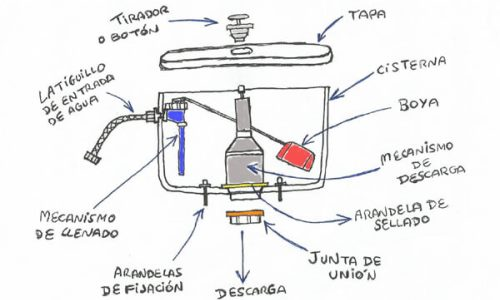 TIRADOR
O BOTÓN
TAPA
CISTERNA
LATIGUILLO
DE ENTRADA
DE AGUA
BOYA
MECANISMO
DE
DESCARGA
MECANISMO
DE LLENADO
ARANDELA DE
SELLADO
ARANDELAS
DE FIJACIÓN
JUNTA DE
UNIÓN
DESCARGA